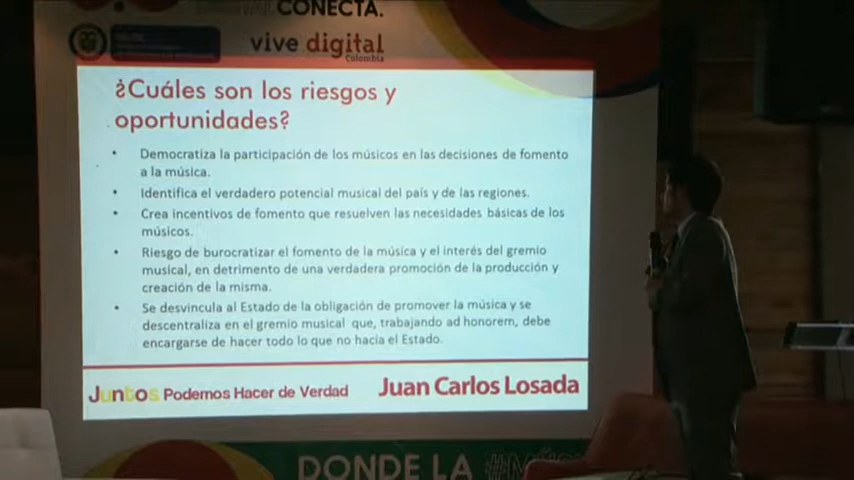 CONECTA.
vive digital
Colombia
¿Cuáles son los riesgos y
oportunidades?
• Democratiza la participación de los músicos en las decisiones de fomento
a la música.
• Identifica el verdadero potencial musical del país y de las regiones.
• Crea incentivos de fomento que resuelven las necesidades básicas de los
músicos.
• Riesgo de burocratizar el fomento de la música y el interés del gremio
musical, en detrimento de una verdadera promoción de la producción y
creación de la misma.
• Se desvincula al Estado de la obligación de promover la música y se
descentraliza en el gremio musical que, trabajando ad honorem, debe
encargarse de hacer todo lo que no hacía el Estado.
Juntos Podemos Hacer de Verdad
Juan Carlos Losada
DONDE LA